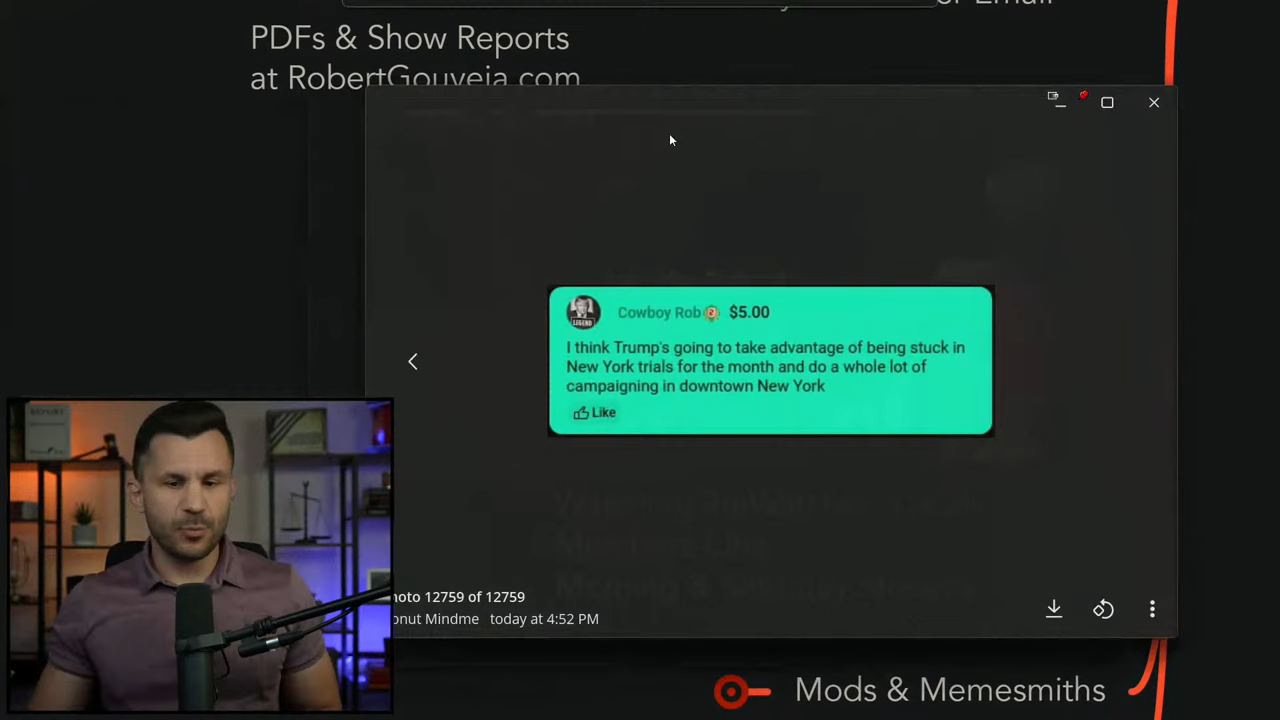 PDFs & Show Reports
at RobertGouveia.com
Cowboy Rob $5.00
I think Trump's going to take advantage of being stuck in
New York trials for the month and do a whole lot of
campaigning in downtown New York
Like
LEGEND
REPORT
hoto 12759 of 12759
onut Mindme today at 4:52 PM
Mods & Memesmiths